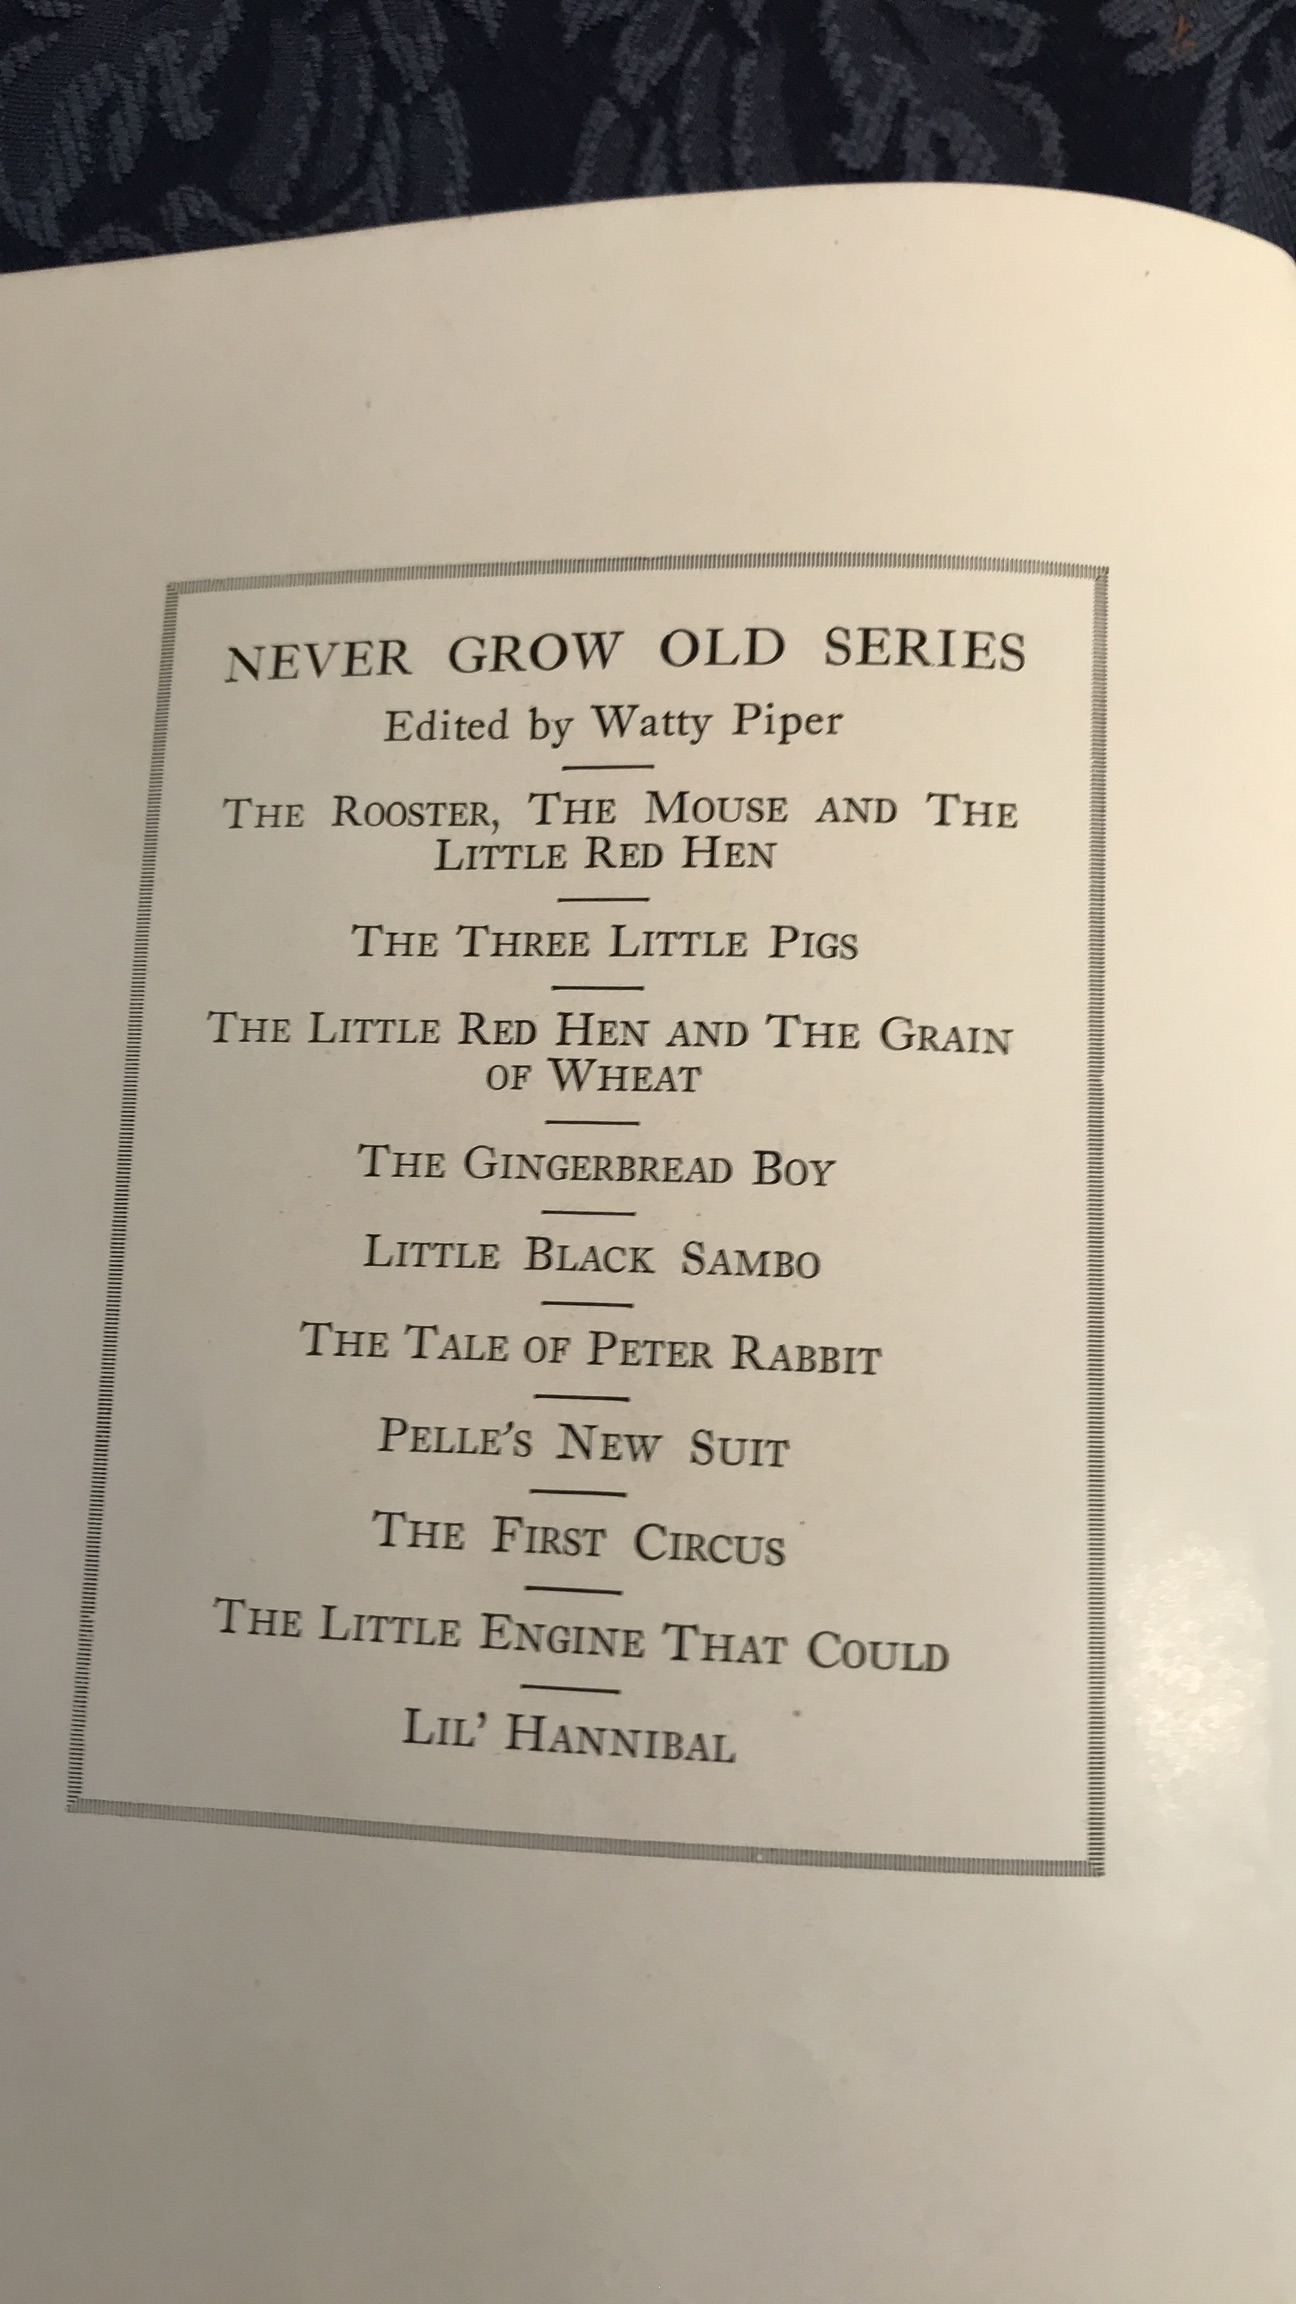 NEVER GROW OLD SERIES
Edited by Watty Piper
THE ROOSTER, THE MOUSE AND THE
LITTLE RED HEN
THE THREE LITTLE PIGS
THE LITTLE RED HEN AND THE GRAIN
OF WHEAT
THE GINGERBREAD BOY
LITTLE BLACK SAMBO
THE TALE OF PETER RABBIT
PELLE'S NEW SUIT
THE FIRST CIRCUS
THE LITTLE ENGINE THAT COULD
LIL' HANNIBAL